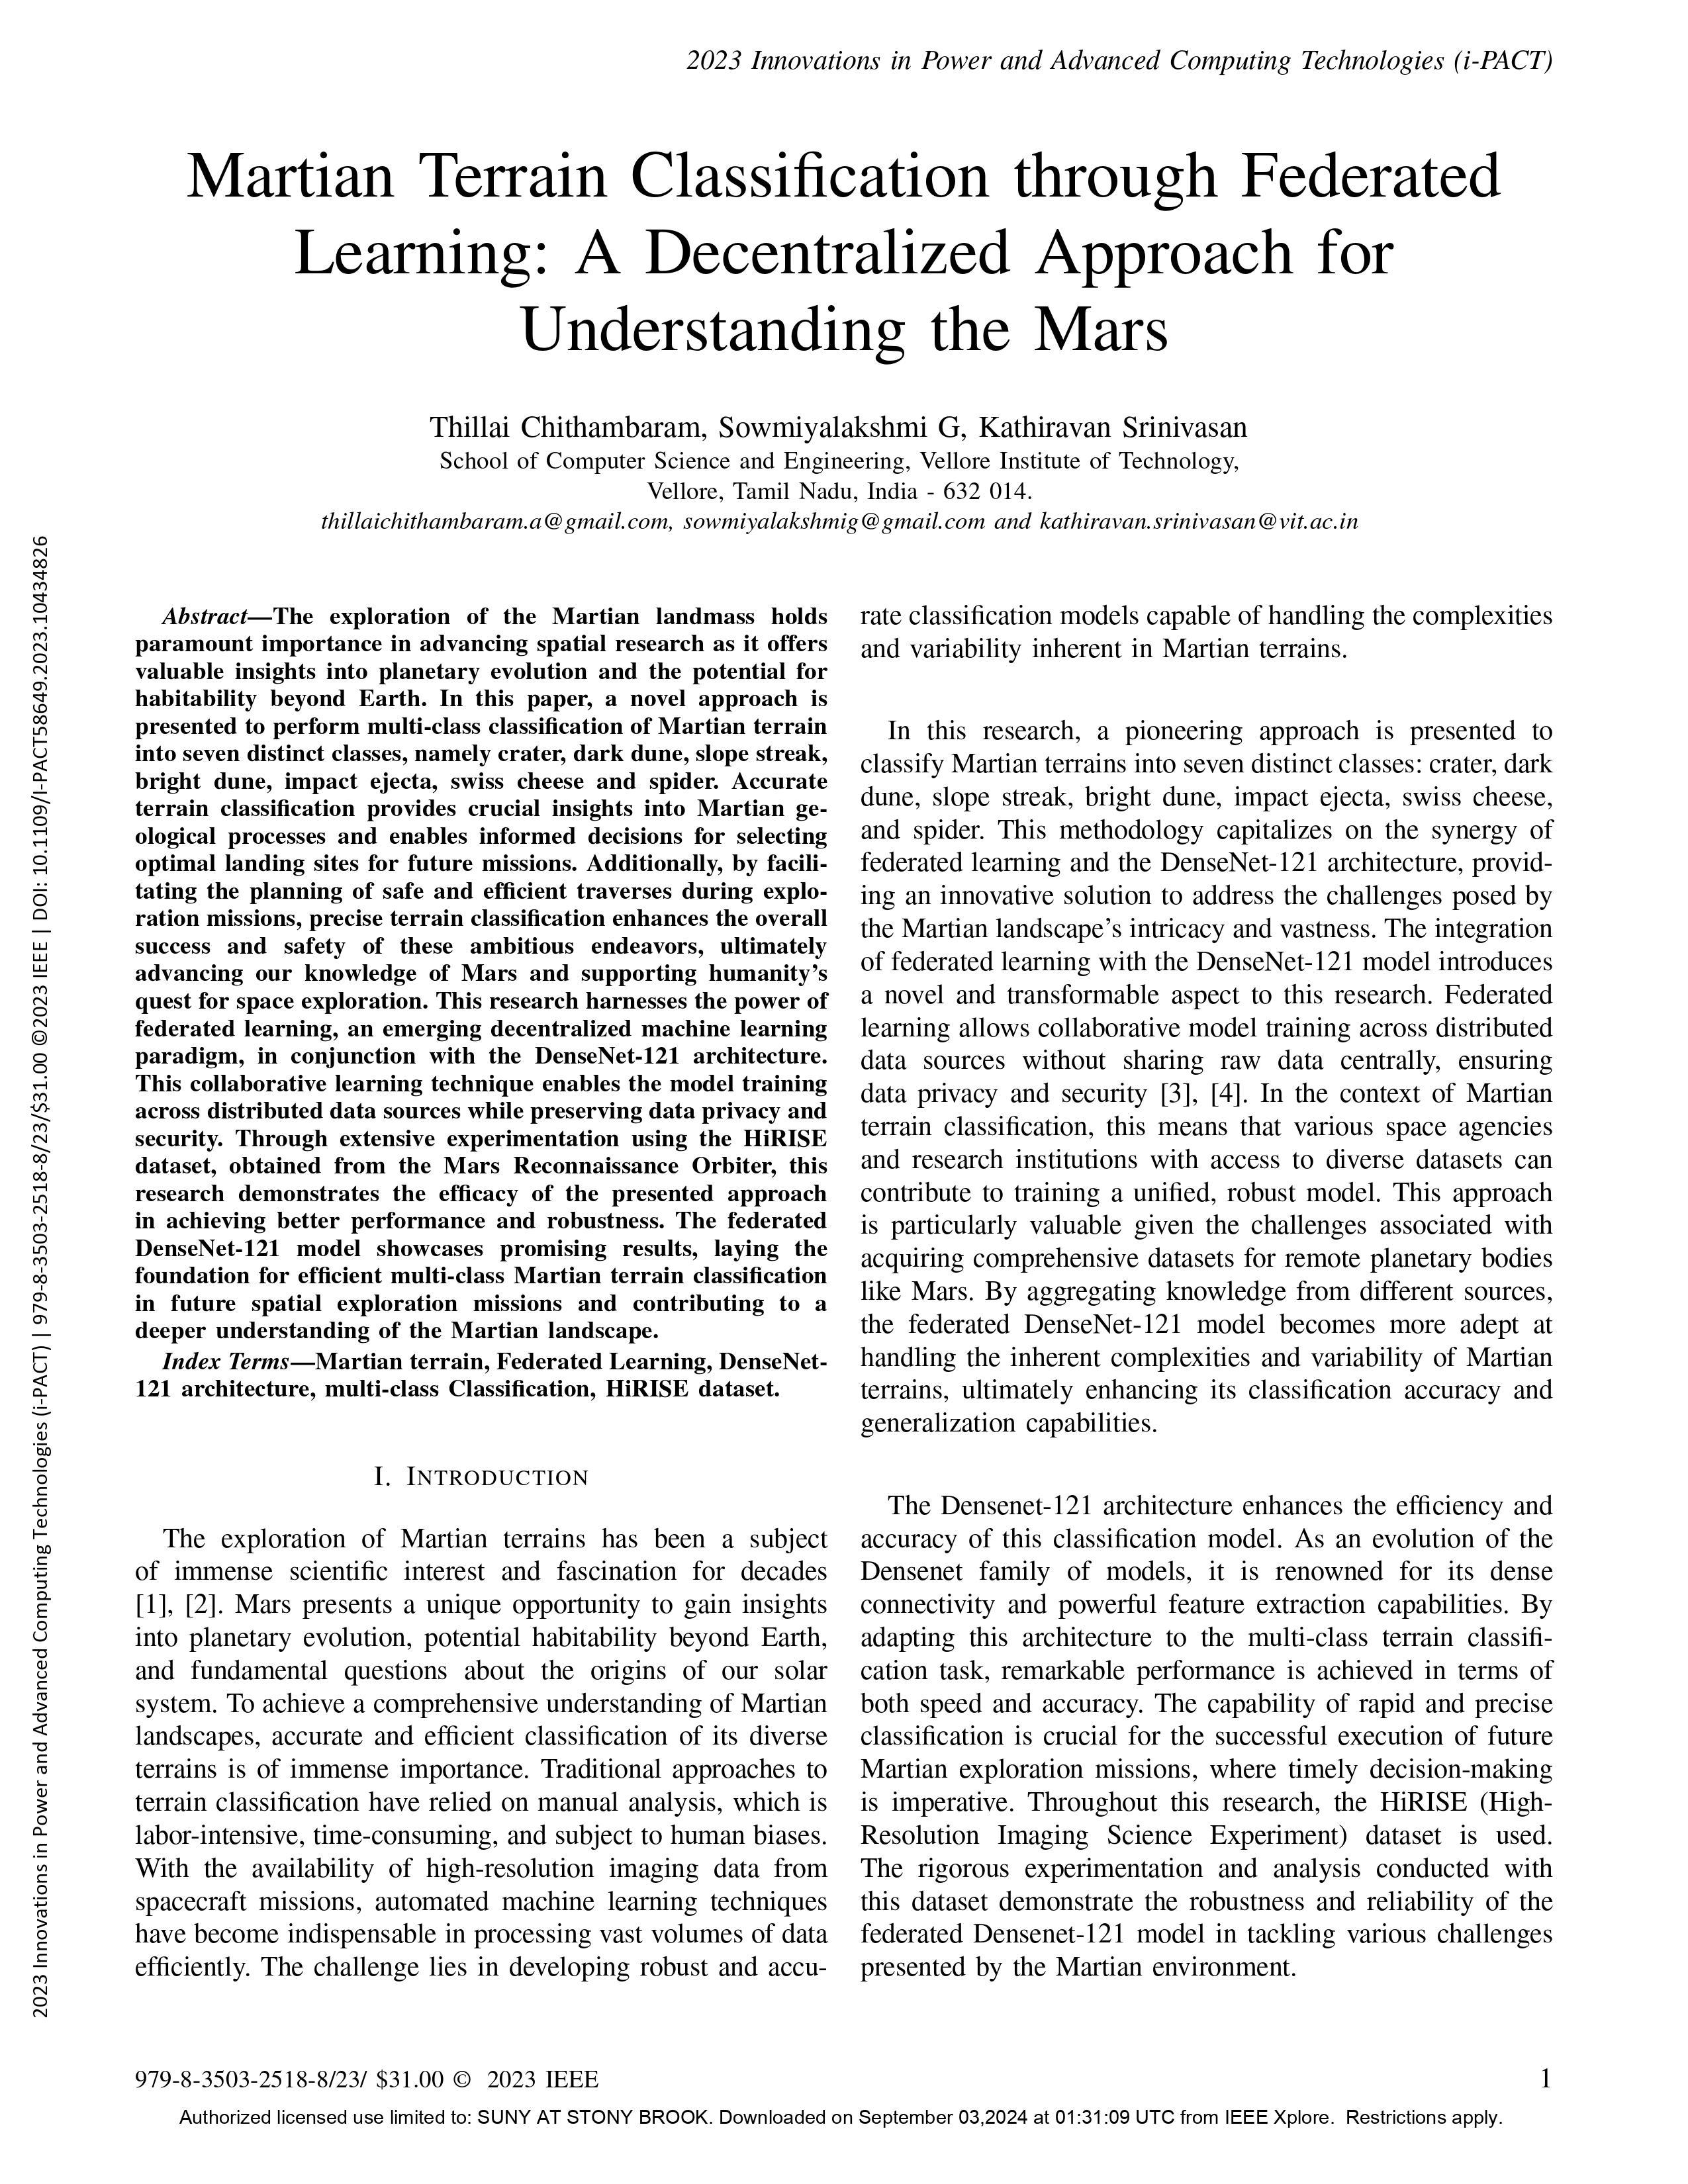 2023 Innovations in Power and Advanced Computing Technologies (i-PACT)
Martian Terrain Classification through Federated
Learning: A Decentralized Approach for
Understanding the Mars
Thillai Chithambaram, Sowmiyalakshmi G, Kathiravan Srinivasan
School of Computer Science and Engineering, Vellore Institute of Technology,
Vellore, Tamil Nadu, India - 632 014.
thillaichithambaram.a@gmail.com, sowmiyalakshmig@gmail.com and kathiravan.srinivasan@vit.ac.in
Abstract—The exploration of the Martian landmass holds
paramount importance in advancing spatial research as it offers
valuable insights into planetary evolution and the potential for
habitability beyond Earth. In this paper, a novel approach is
presented to perform multi-class classification of Martian terrain
into seven distinct classes, namely crater, dark dune, slope streak,
bright dune, impact ejecta, swiss cheese and spider. Accurate
terrain classification provides crucial insights into Martian ge-
ological processes and enables informed decisions for selecting
optimal landing sites for future missions. Additionally, by facili-
tating the planning of safe and efficient traverses during explo-
ration missions, precise terrain classification enhances the overall
success and safety of these ambitious endeavors, ultimately
advancing our knowledge of Mars and supporting humanity's
quest for space exploration. This research harnesses the power of
federated learning, an emerging decentralized machine learning
paradigm, in conjunction with the DenseNet-121 architecture.
This collaborative learning technique enables the model training
across distributed data sources while preserving data privacy and
security. Through extensive experimentation using the HiRISE
dataset, obtained from the Mars Reconnaissance Orbiter, this
research demonstrates the efficacy of the presented approach
in achieving better performance and robustness. The federated
DenseNet-121 model showcases promising results, laying the
foundation for efficient multi-class Martian terrain classification
in future spatial exploration missions and contributing to a
deeper understanding of the Martian landscape.
Index Terms—Martian terrain, Federated Learning, DenseNet-
121 architecture, multi-class Classification, HiRISE dataset.
I. INTRODUCTION
The exploration of Martian terrains has been a subject
of immense scientific interest and fascination for decades
[1], [2]. Mars presents a unique opportunity to gain insights
into planetary evolution, potential habitability beyond Earth,
and fundamental questions about the origins of our solar
system. To achieve a comprehensive understanding of Martian
landscapes, accurate and efficient classification of its diverse
terrains is of immense importance. Traditional approaches to
terrain classification have relied on manual analysis, which is
labor-intensive, time-consuming, and subject to human biases.
With the availability of high-resolution imaging data from
spacecraft missions, automated machine learning techniques
have become indispensable in processing vast volumes of data
efficiently. The challenge lies in developing robust and accu-
rate classification models capable of handling the complexities
and variability inherent in Martian terrains.
In this research, a pioneering approach is presented to
classify Martian terrains into seven distinct classes: crater, dark
dune, slope streak, bright dune, impact ejecta, swiss cheese,
and spider. This methodology capitalizes on the synergy of
federated learning and the DenseNet-121 architecture, provid-
ing an innovative solution to address the challenges posed by
the Martian landscape's intricacy and vastness. The integration
of federated learning with the DenseNet-121 model introduces
a novel and transformable aspect to this research. Federated
learning allows collaborative model training across distributed
data sources without sharing raw data centrally, ensuring
data privacy and security [3], [4]. In the context of Martian
terrain classification, this means that various space agencies
and research institutions with access to diverse datasets can
contribute to training a unified, robust model. This approach
is particularly valuable given the challenges associated with
acquiring comprehensive datasets for remote planetary bodies
like Mars. By aggregating knowledge from different sources,
the federated DenseNet-121 model becomes more adept at
handling the inherent complexities and variability of Martian
terrains, ultimately enhancing its classification accuracy and
generalization capabilities.
The Densenet-121 architecture enhances the efficiency and
accuracy of this classification model. As an evolution of the
Densenet family of models, it is renowned for its dense
connectivity and powerful feature extraction capabilities. By
adapting this architecture to the multi-class terrain classifi-
cation task, remarkable performance is achieved in terms of
both speed and accuracy. The capability of rapid and precise
classification is crucial for the successful execution of future
Martian exploration missions, where timely decision-making
is imperative. Throughout this research, the HiRISE (High-
Resolution Imaging Science Experiment) dataset is used.
The rigorous experimentation and analysis conducted with
this dataset demonstrate the robustness and reliability of the
federated Densenet-121 model in tackling various challenges
presented by the Martian environment.
2023 Innovations in Power and Advanced Computing Technologies (i-PACT) | 979-8-3503-2518-8/23/$31.00 ©2023 IEEE | DOI: 10.1109/I-PACT58649.2023.10434826
979-8-3503-2518-8/23/ $31.00 © 2023 IEEE
1
Authorized licensed use limited to: SUNY AT STONY BROOK. Downloaded on September 03,2024 at 01:31:09 UTC from IEEE Xplore. Restrictions apply.